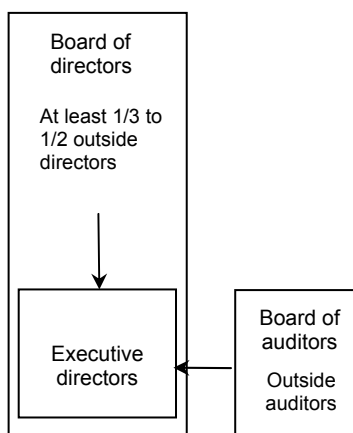 Board of
directors
At least 1/3 to
1/2 outside
directors
Executive
directors
Board of
auditors
Outside
auditors